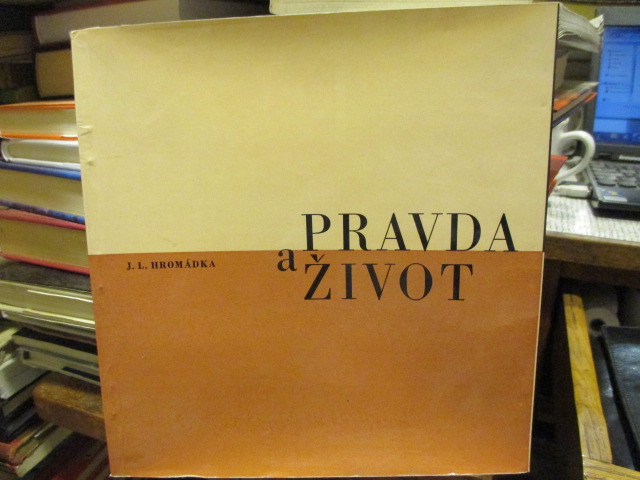 PRAVDA
a
J. L. HROMÁDKA
ŽIVOT